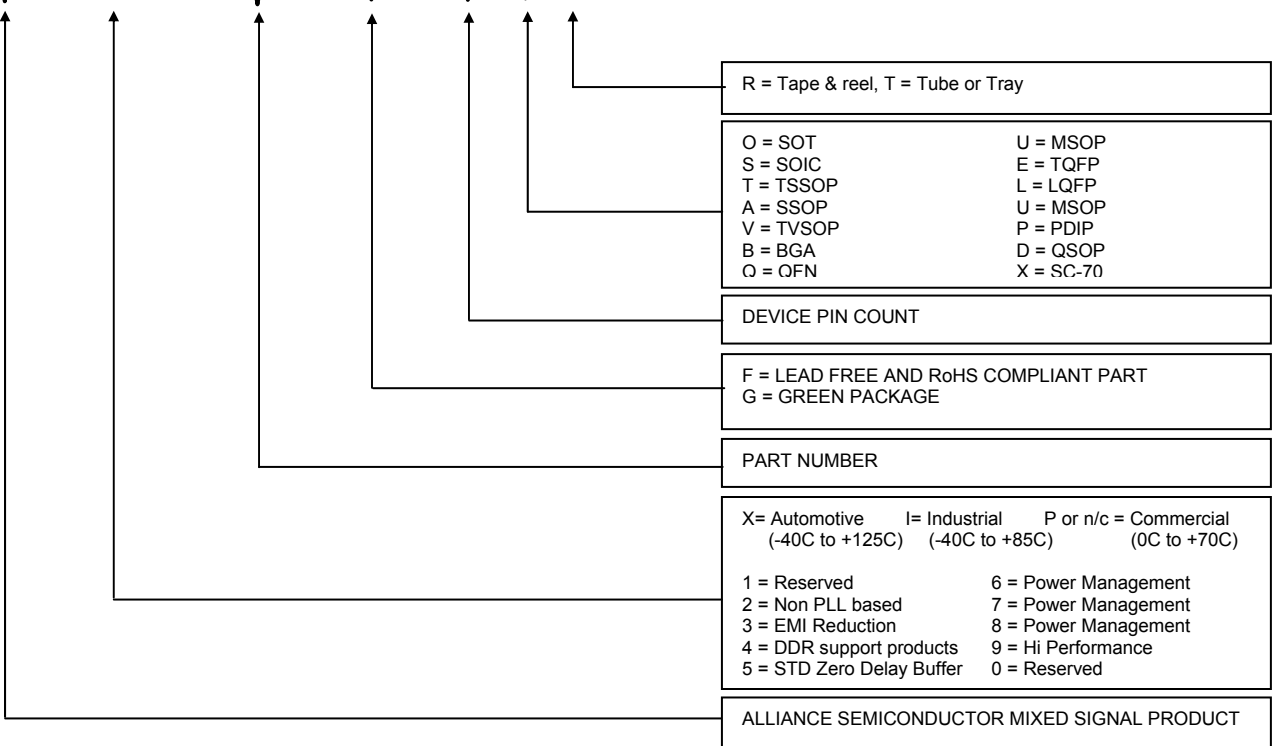 R = Tape & reel, T = Tube or Tray
O = SOT U = MSOP
S = SOIC E = TQFP
T = TSSOP L = LQFP
A = SSOP U = MSOP
V = TVSOP P = PDIP
B = BGA D = QSOP
Q = QFN X = SC-70
DEVICE PIN COUNT
F = LEAD FREE AND RoHS COMPLIANT PART
G = GREEN PACKAGE
PART NUMBER
X= Automotive I= Industrial P or n/c = Commercial
(-40C to +125C) (-40C to +85C) (0C to +70C)
1 = Reserved 6 = Power Management
2 = Non PLL based 7 = Power Management
3 = EMI Reduction 8 = Power Management
4 = DDR support products 9 = Hi Performance
5 = STD Zero Delay Buffer 0 = Reserved
ALLIANCE SEMICONDUCTOR MIXED SIGNAL PRODUCT